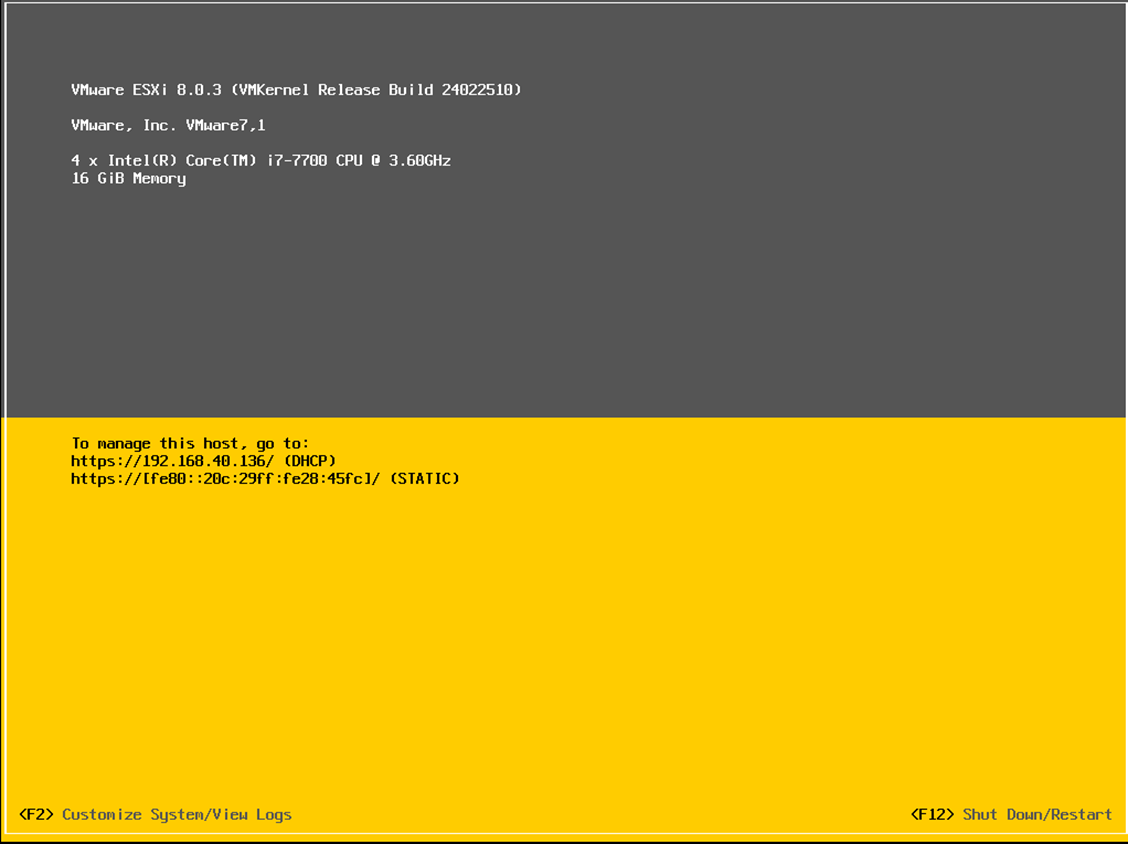 VMware ESXi 8.0.3 (VMKernel Release Build 24022510)
VMware, Inc. VMware7,1
4 x Intel(R) Core(TM) i7-7700 CPU @ 3.60GHz
16 GiB Memory
To manage this host, go to:
https://192.168.40.136/ (DHCP)
https://[fe80::20c:29ff:fe28:45fc]/ (STATIC)
<F2> Customize System/View Logs
<F12> Shut Down/Restart